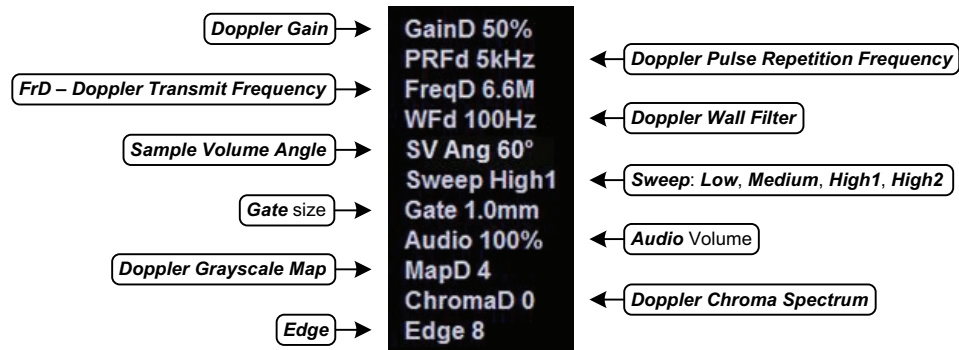 Doppler Gain
GainD 50%
PRFd 5kHz
Doppler Pulse Repetition Frequency
FrD – Doppler Transmit Frequency
FreqD 6.6M
WFd 100Hz
Doppler Wall Filter
Sample Volume Angle
SV Ang 60°
Sweep High1
Sweep: Low, Medium, High1, High2
Gate size
Gate 1.0mm
Audio 100%
Audio Volume
Doppler Grayscale Map
MapD 4
ChromaD 0
Doppler Chroma Spectrum
Edge
Edge 8